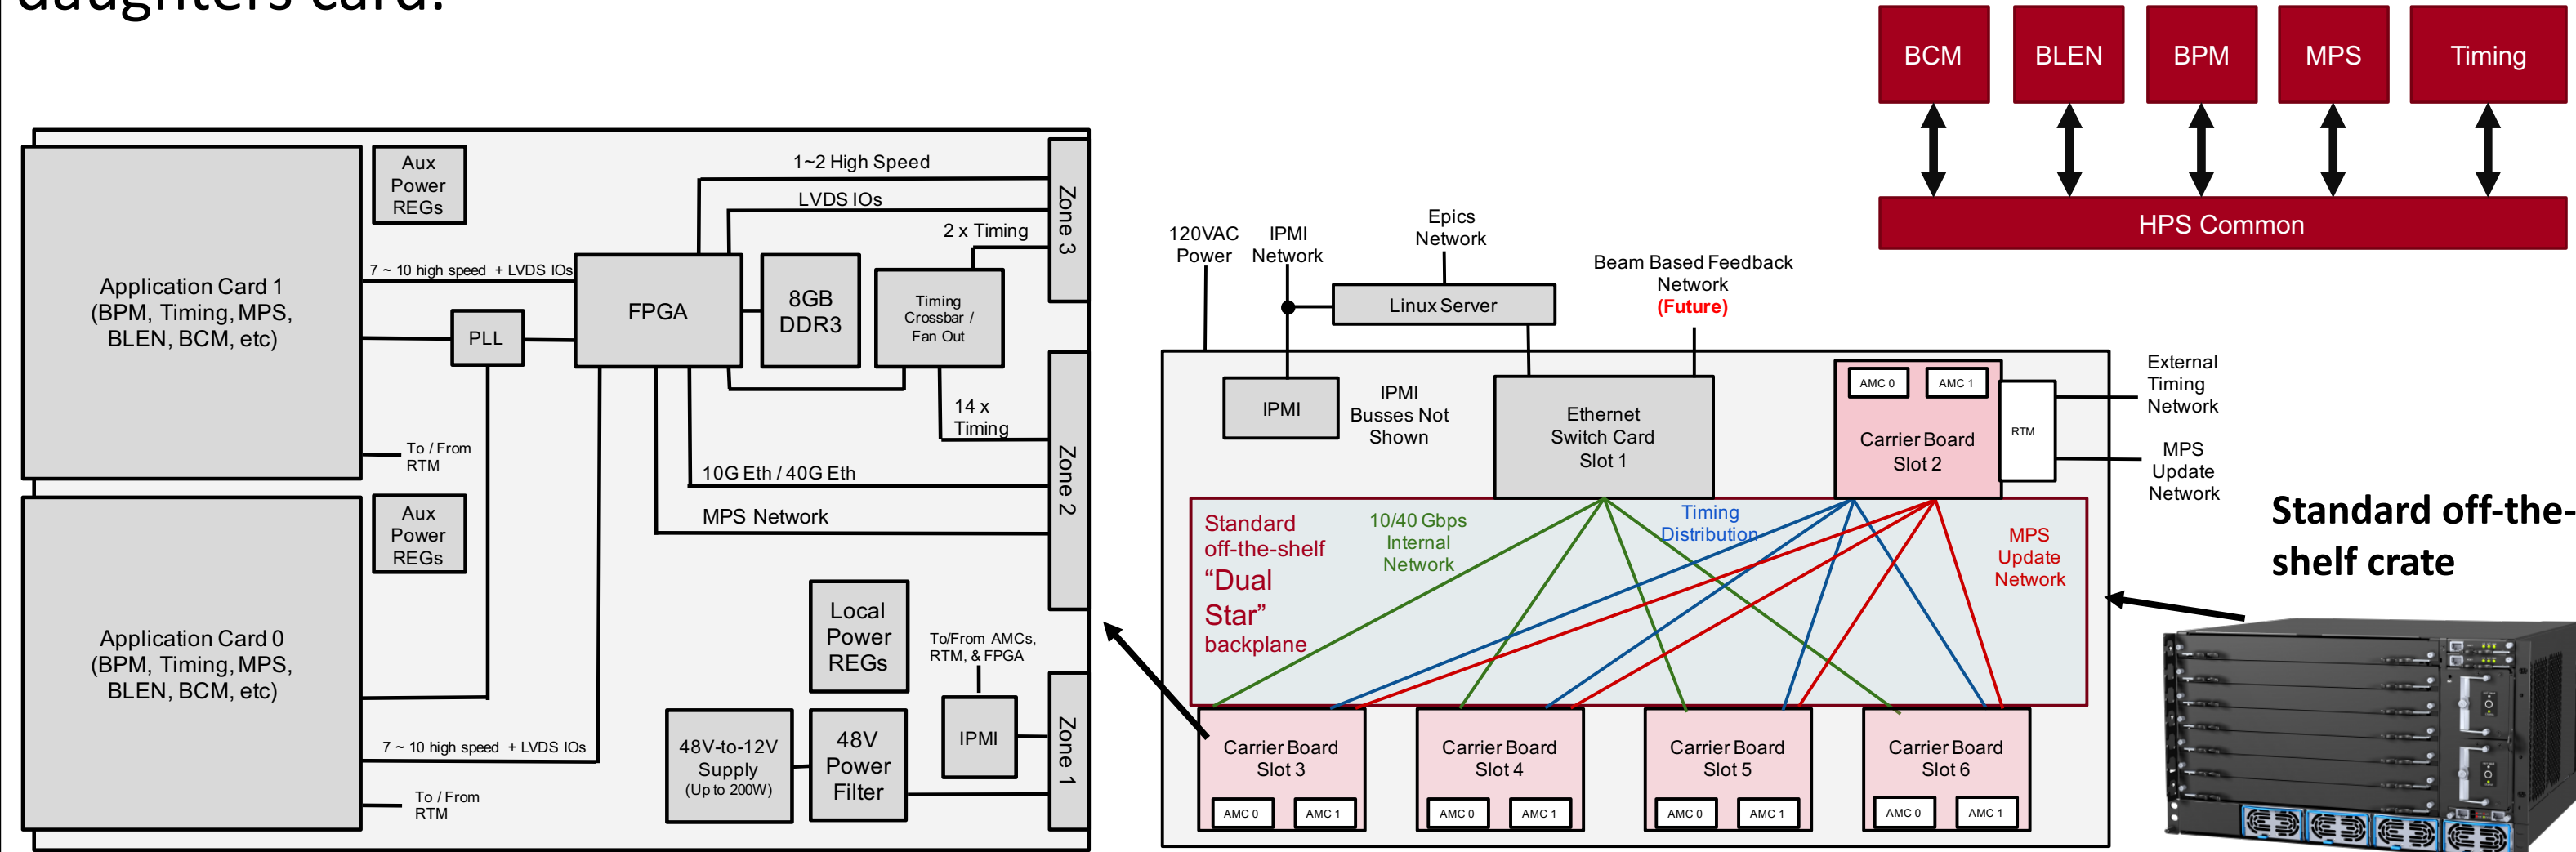 daughters card.
BCM
BLEN
BPM
MPS
Timing
HPS Common
Application Card 1
(BPM, Timing, MPS,
BLEN, BCM, etc)
Aux
Power
REGs
7 ~ 10 high speed + LVDS IOs
PLL
To / From
RTM
FPGA
8GB
DDR3
Timing
Crossbar /
Fan Out
1~2 High Speed
LVDS IOs
2 x Timing
14 x
Timing
10G Eth / 40G Eth
MPS Network
Zone 3
Zone 2
Zone 1
Application Card 0
(BPM, Timing, MPS,
BLEN, BCM, etc)
Aux
Power
REGs
7 ~ 10 high speed + LVDS IOs
To / From
RTM
Local
Power
REGs
To/From AMCs,
RTM, & FPGA
48V-to-12V
Supply
(Up to 200W)
48V
Power
Filter
IPMI
120VAC
Power
IPMI
Network
Epics
Network
Linux Server
Beam Based Feedback
Network
(Future)
IPMI
IPMI
Busses Not
Shown
Ethernet
Switch Card
Slot 1
AMC 0
AMC 1
Carrier Board
Slot 2
RTM
External
Timing
Network
MPS
Update
Network
Standard
off-the-shelf
“Dual
Star”
backplane
10/40 Gbps
Internal
Network
Timing
Distribution
MPS
Update
Network
Carrier Board
Slot 3
AMC 0
AMC 1
Carrier Board
Slot 4
AMC 0
AMC 1
Carrier Board
Slot 5
AMC 0
AMC 1
Carrier Board
Slot 6
AMC 0
AMC 1
Standard off-the-
shelf crate